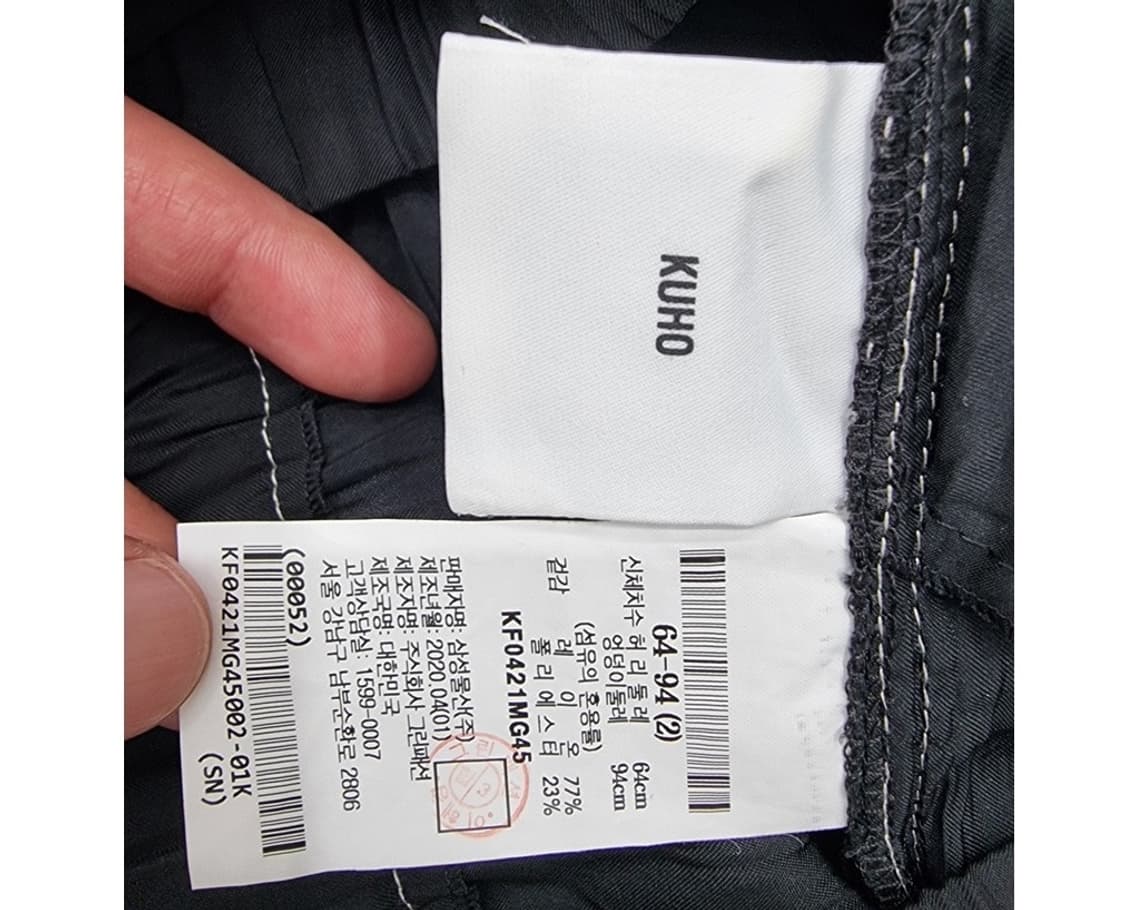 KUHO
64-94 (2)
신체치수 허리둘레 64cm
엉덩이둘레 94cm
(섬유의 혼용률)
겉감 레이온 77%
폴리에스터 23%
KF0421MG45
판매자명: 삼성물산(주)
제조년월: 2020.04(01)
제조자명: 주식회사 그린패션
제조국명: 대한민국
고객상담실: 1599-0007
서울 강남구 남부순환로 2806
(00052)
KF0421MG45002-01K
(SN)